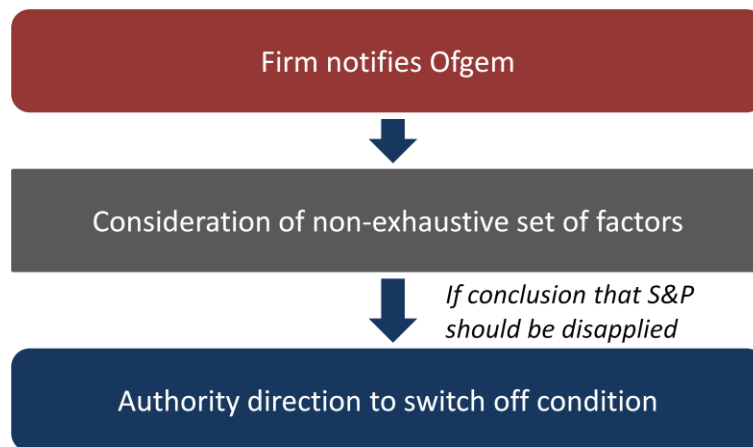 Firm notifies Ofgem
Consideration of non-exhaustive set of factors
If conclusion that S&P
should be disapplied
Authority direction to switch off condition